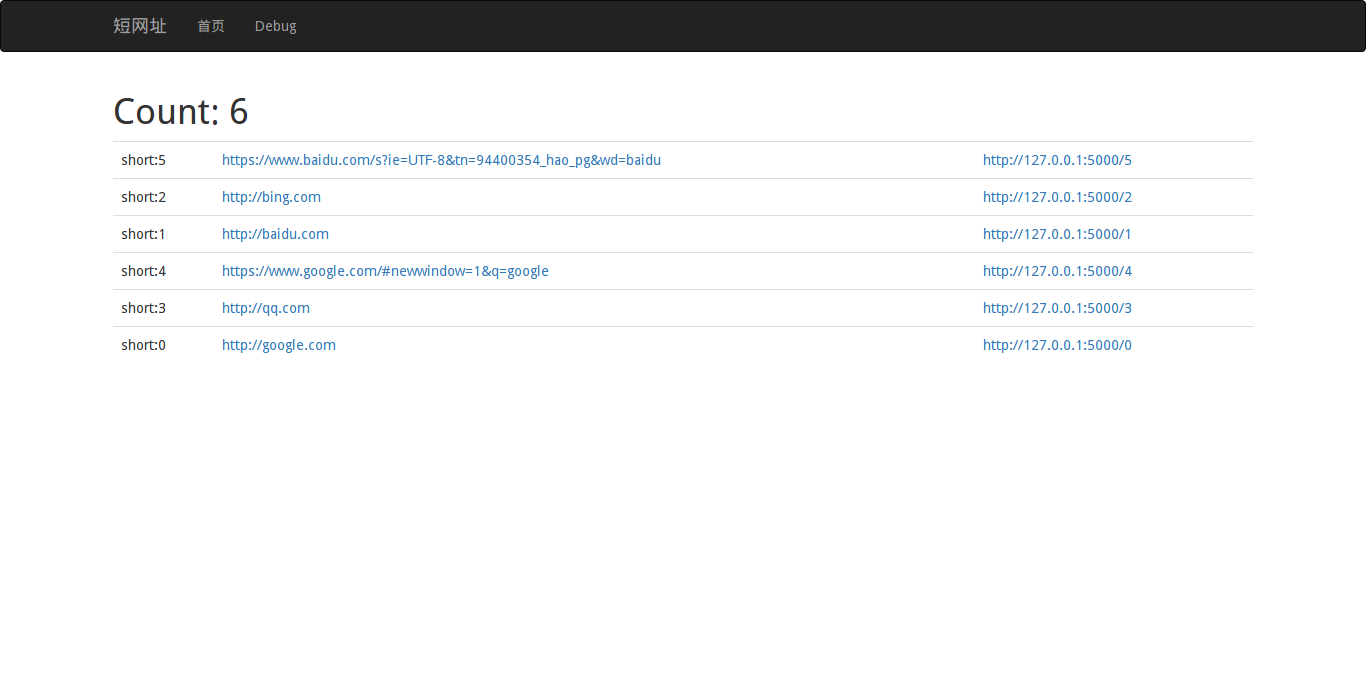 短网址 首页 Debug
Count: 6
short:5 https://www.baidu.com/s?ie=UTF-8&tn=94400354_hao_pg&wd=baidu http://127.0.0.1:5000/5
short:2 http://bing.com http://127.0.0.1:5000/2
short:1 http://baidu.com http://127.0.0.1:5000/1
short:4 https://www.google.com/#newwindow=1&q=google http://127.0.0.1:5000/4
short:3 http://qq.com http://127.0.0.1:5000/3
short:0 http://google.com http://127.0.0.1:5000/0